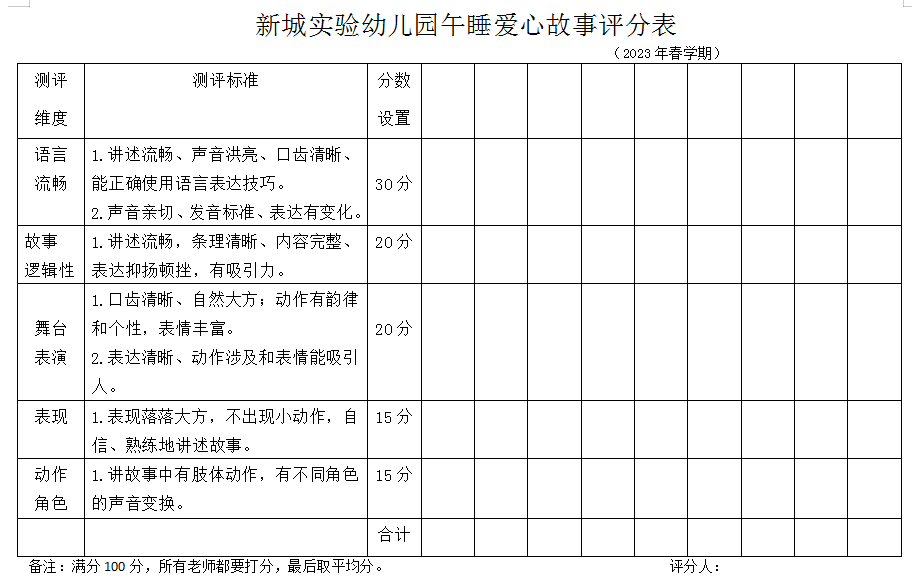 新城实验幼儿园午睡爱心故事评分表
（2023年春学期）
测评 测评标准 分数
维度 设置
语言 1.讲述流畅、声音洪亮、口齿清晰、
流畅 能正确使用语言表达技巧。 30分
2.声音亲切、发音标准、表达有变化。
故事 1.讲述流畅，条理清晰、内容完整、 20分
逻辑性 表达抑扬顿挫，有吸引力。
1.口齿清晰、自然大方；动作有韵律
舞台 和个性，表情丰富。 20分
表演 2.表达清晰、动作涉及和表情能吸引
人。
表现 1.表现落落大方，不出现小动作，自 15分
信、熟练地讲述故事。
动作 1.讲故事中有肢体动作，有不同角色 15分
角色 的声音变换。
合计
备注：满分100分，所有老师都要打分，最后取平均分。 评分人：